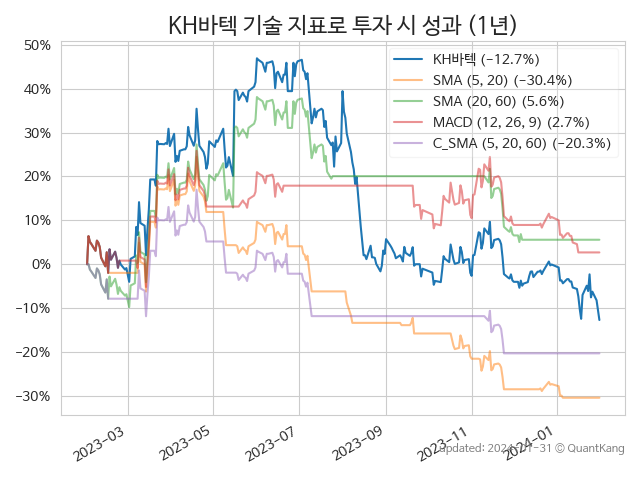 KH바텍 기술 지표로 투자 시 성과 (1년)
50%
40%
30%
20%
10%
0%
−10%
−20%
−30%
KH바텍 (−12.7%)
SMA (5, 20) (−30.4%)
SMA (20, 60) (5.6%)
MACD (12, 26, 9) (2.7%)
C_SMA (5, 20, 60) (−20.3%)
2023-03
2023-05
2023-07
2023-09
2023-11
2024-01
updated: 2024-01-31 © QuantKang